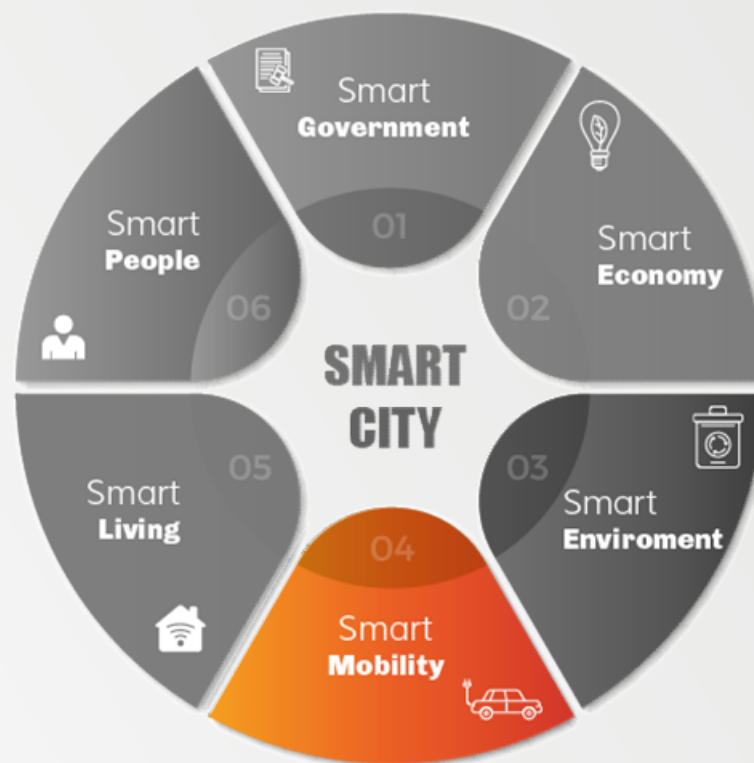 Smart
Government
01
Smart
Economy
02
Smart
Enviroment
03
Smart
Mobility
04
Smart
Living
05
Smart
People
06
SMART
CITY